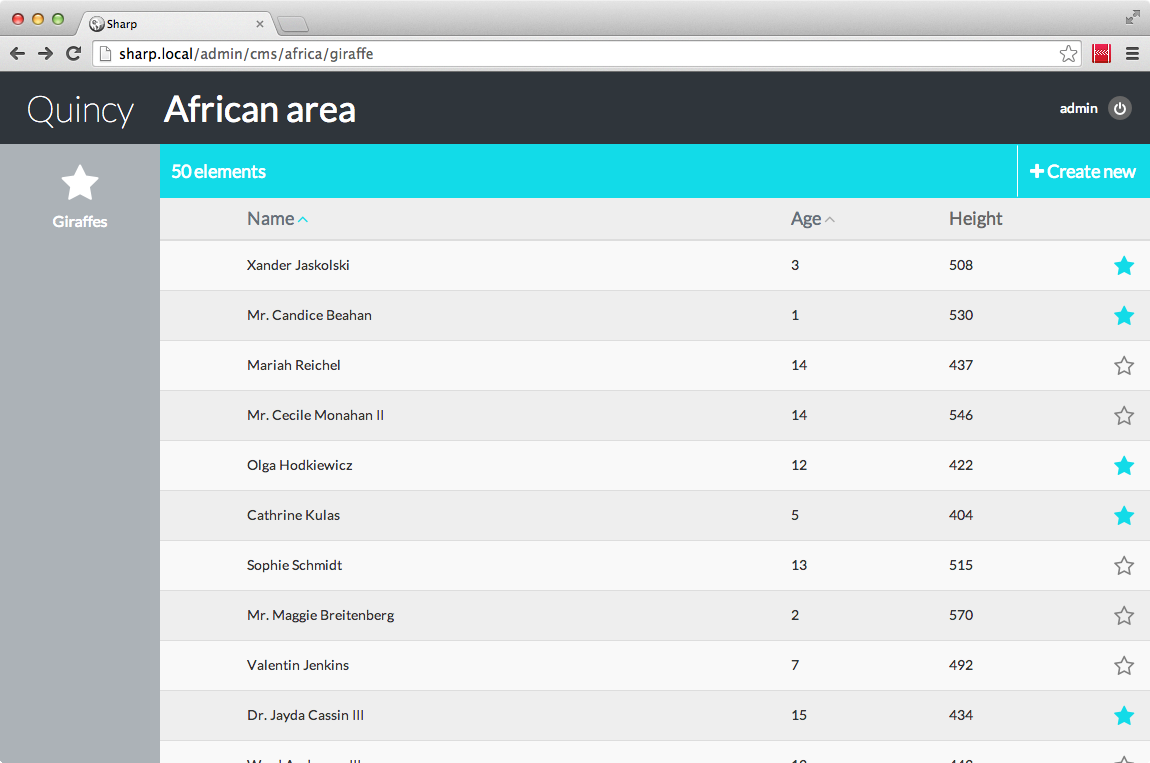 Sharp
sharp.local/admin/cms/africa/giraffe
Quincy African area admin
Giraffes
50 elements Create new
Name Age Height
Xander Jaskolski 3 508
Mr. Candice Beahan 1 530
Mariah Reichel 14 437
Mr. Cecile Monahan II 14 546
Olga Hodkiewicz 12 422
Cathrine Kulas 5 404
Sophie Schmidt 13 515
Mr. Maggie Breitenberg 2 570
Valentin Jenkins 7 492
Dr. Jayda Cassin III 15 434